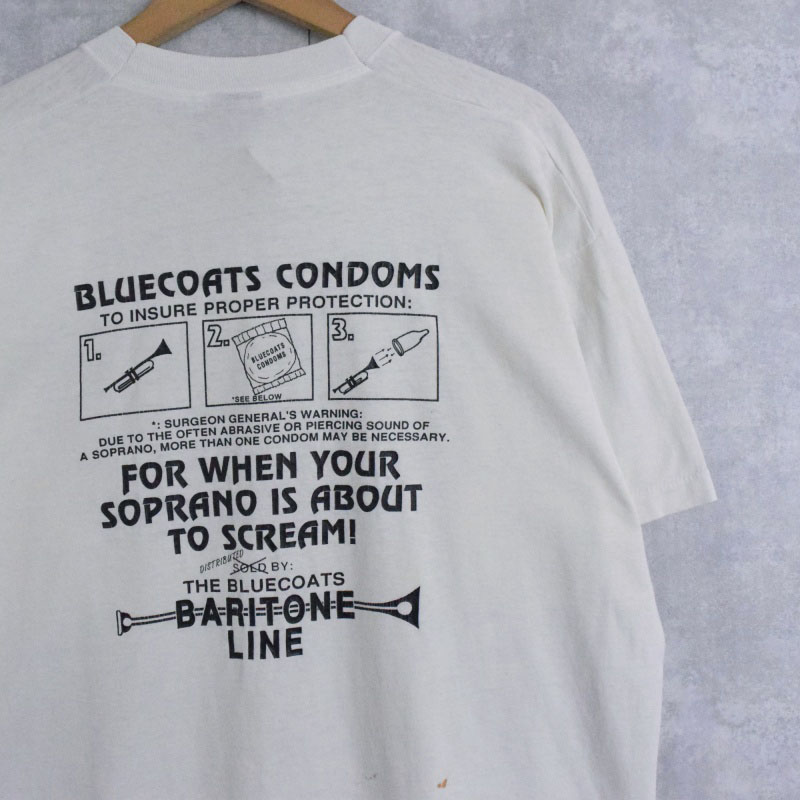 BLUECOATS CONDOMS
TO INSURE PROPER PROTECTION:
1.
2.
BLUECOATS
CONDOMS
*SEE BELOW
3.
*: SURGEON GENERAL'S WARNING:
DUE TO THE OFTEN ABRASIVE OR PIERCING SOUND OF
A SOPRANO, MORE THAN ONE CONDOM MAY BE NECESSARY.
FOR WHEN YOUR
SOPRANO IS ABOUT
TO SCREAM!
DISTRIBUTED
SOLD BY:
THE BLUECOATS
BARITONE
LINE